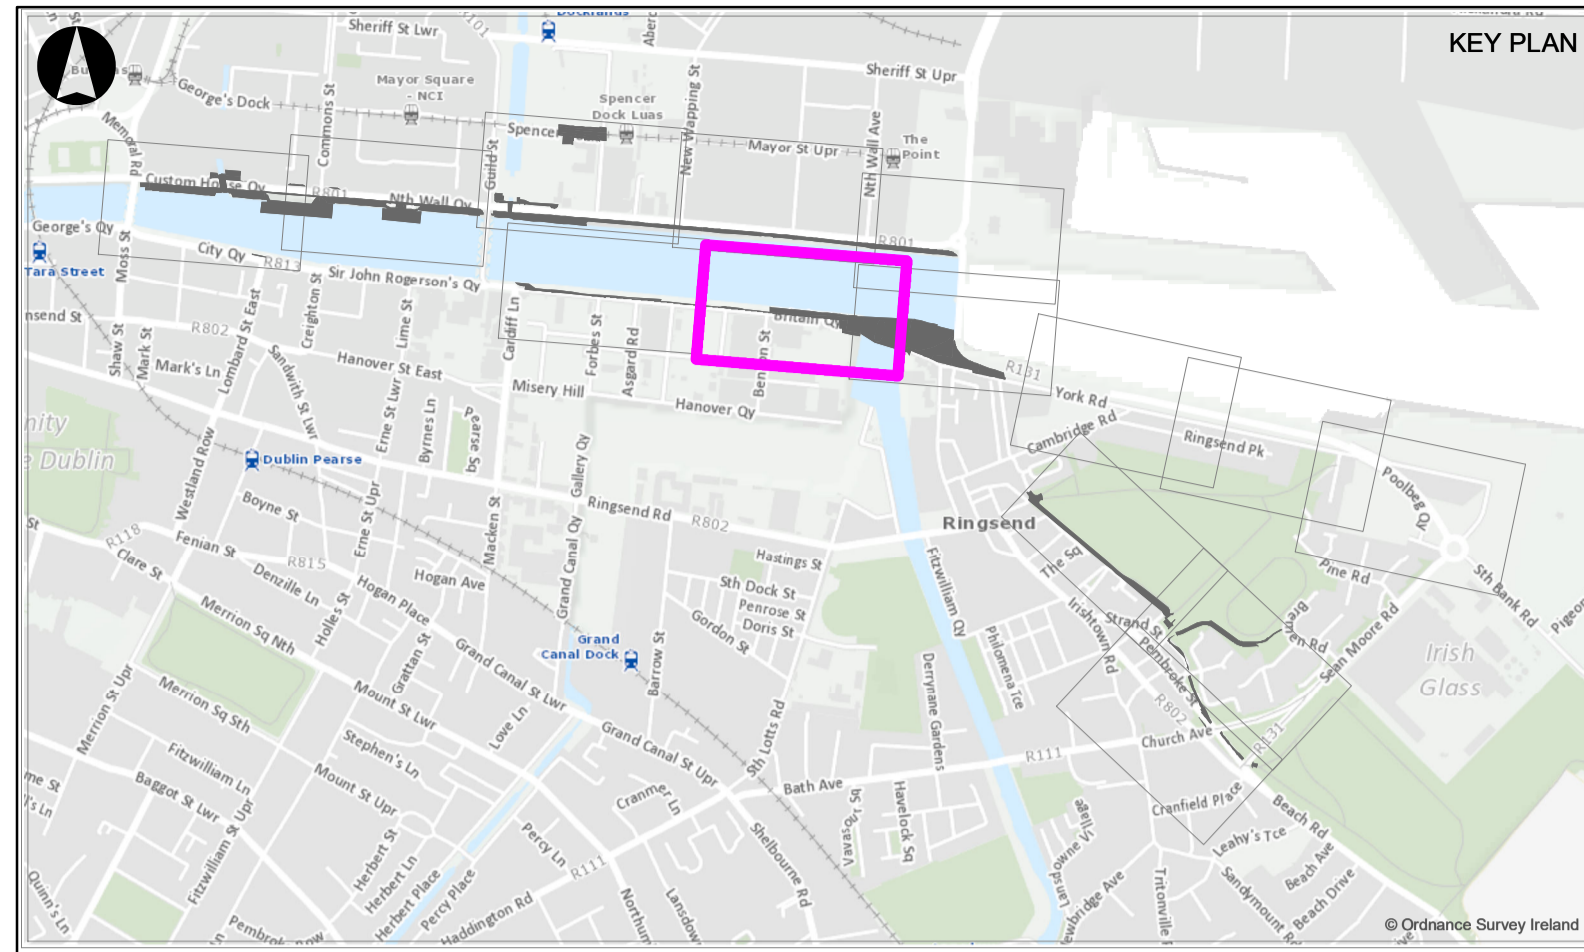 KEY PLAN
Docklands
Sheriff St Lwr
R101
Mayor Square
- NCI
George's Dock
Commons St
Spencer
Dock Luas
New Wapping St
Sheriff St Upr
Nth Wall Ave
The
Point
Mayor St Upr
Spencer
Guild St
Memorial Rd
Custom House Qy
R801
Nth Wall Qy
R801
George's Qy
Tara Street
Moss St
City Qy
R813
Sir John Rogerson's Qy
Creighton St
Lime St
Cardiff Ln
Forbes St
Asgard Rd
Britain Qy
R131
York Rd
Cambridge Rd
Ringsend Pk
Poolbeg Qy
R802
Shaw St
Mark St
Mark's Ln
Lombard St East
Sandwith St Lwr
Hanover St East
Erne St Lwr
Byrnes Ln
Pearse Sq
Misery Hill
Hanover Qy
Dublin Pearse
Westland Row
Boyne St
Erne St Upr
Macken St
Gallery Qy
Grand Canal Qy
Ringsend Rd
R802
Ringsend
Hastings St
Sth Dock St
Penrose St
Doris St
Gordon St
Fitzwilliam Qy
The Sq
Irishtown Rd
Strand St
Pembroke St
Philomena Tce
Pine Rd
Sth Bank Rd
Sean Moore Rd
Irish
Glass
R118
Clare St
Fenian St
R815
Denzille Ln
Holles St
Hogan Place
Hogan Ave
Merrion Sq Nth
Grattan St
Grand Canal St Lwr
Grand
Canal Dock
Barrow St
Derrynane Gardens
R802
Church Ave
R131
R111
Merrion St Upr
Merrion Sq Sth
Mount St Lwr
Love Ln
Stephen's Ln
Grand Canal St Upr
Sth Lotts Rd
Bath Ave
Fitzwilliam Ln
Baggot St Lwr
Mount St Upr
Fitzwilliam St Upr
Cranmer Ln
Percy Ln
R111
Shelbourne Rd
Vavasour Sq
Havelock Sq
Cranfield Place
Beach Rd
Leahy's Tce
Beach Ave
Beach Drive
Sandymount Rd
Tritonville
Quinn's Ln
Herbert St
Herbert Ln
Herbert Place
Percy Place
Haddington Rd
© Ordnance Survey Ireland